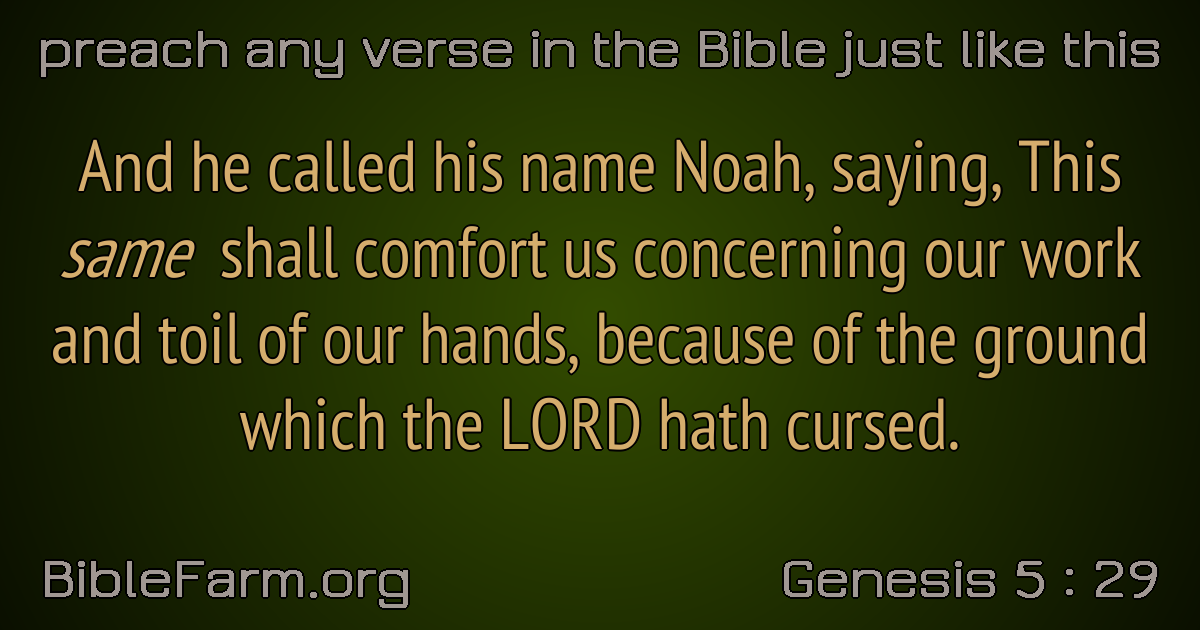 preach any verse in the Bible just like this
And he called his name Noah, saying, This
same shall comfort us concerning our work
and toil of our hands, because of the ground
which the LORD hath cursed.
BibleFarm.org
Genesis 5 : 29